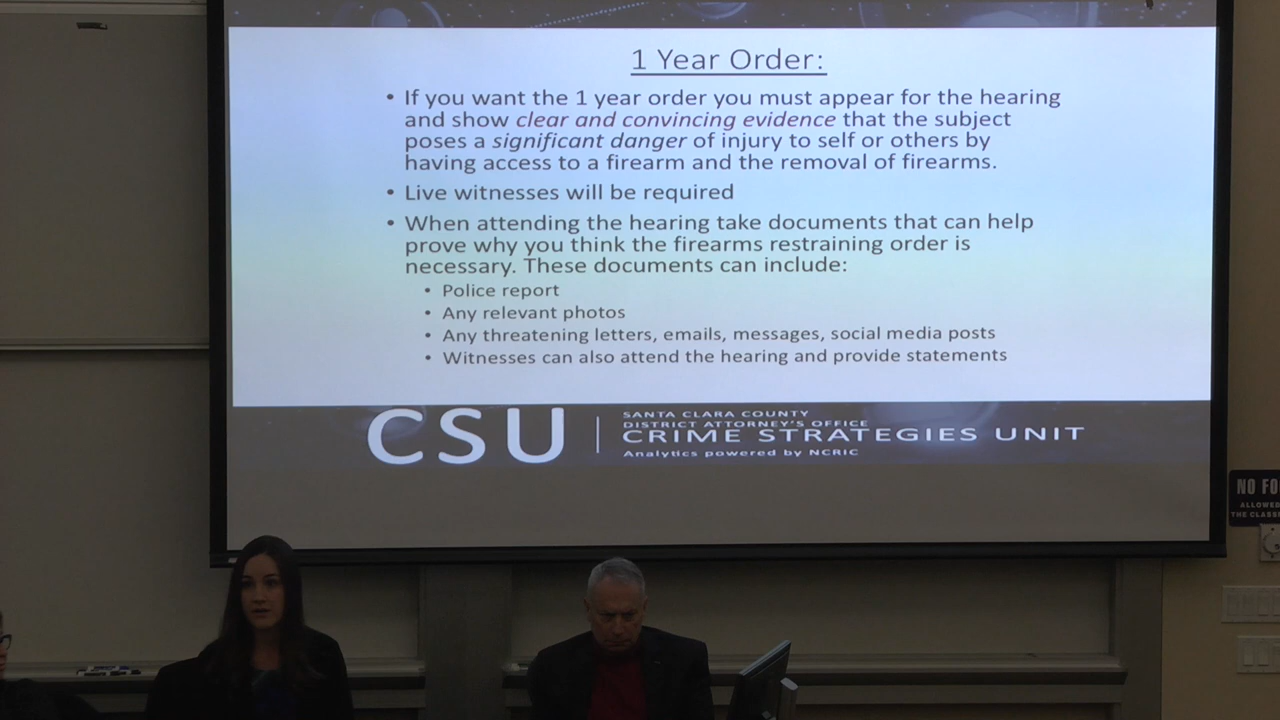 1 Year Order:
• If you want the 1 year order you must appear for the hearing
and show clear and convincing evidence that the subject
poses a significant danger of injury to self or others by
having access to a firearm and the removal of firearms.
• Live witnesses will be required
• When attending the hearing take documents that can help
prove why you think the firearms restraining order is
necessary. These documents can include:
• Police report
• Any relevant photos
• Any threatening letters, emails, messages, social media posts
• Witnesses can also attend the hearing and provide statements
CSU
SANTA CLARA COUNTY
DISTRICT ATTORNEY'S OFFICE
CRIME STRATEGIES UNIT
Analytics powered by NCRIC
NO FO
ALLOWED
THE CLASS